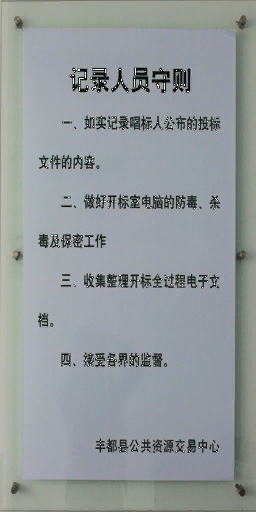 记录人员守则
一、如实记录唱标人公布的投标
文件的内容。
二、做好开标室电脑的防毒、杀
毒及保密工作
三、收集整理开标全过程电子文
档。
四、接受各界的监督。
丰都县公共资源交易中心